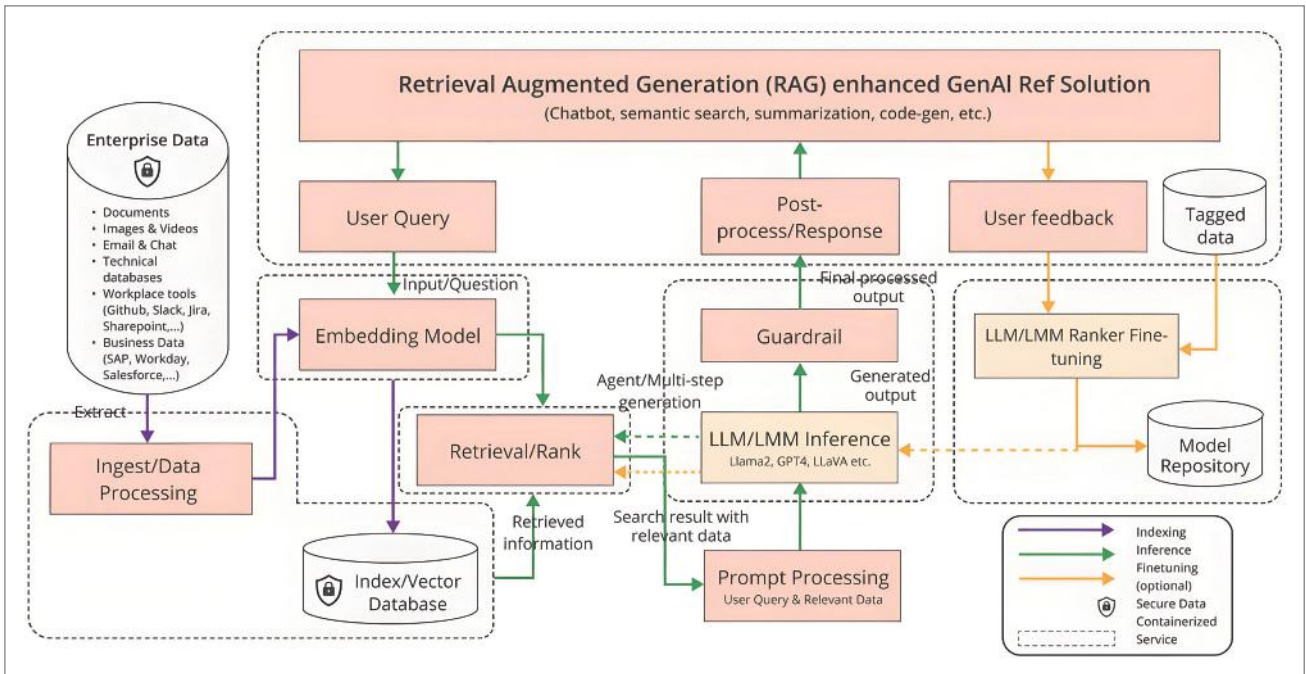 Retrieval Augmented Generation (RAG) enhanced GenAI Ref Solution
(Chatbot, semantic search, summarization, code-gen, etc.)
Enterprise Data
• Documents
• Images & Videos
• Email & Chat
• Technical
databases
• Workplace tools
(Github, Slack, Jira,
Sharepoint,...)
• Business Data
(SAP, Workday,
Salesforce,...)
User Query
Post-
process/Response
User feedback
Tagged
data
Input/Question
Final processed
output
Embedding Model
Guardrail
LLM/LMM Ranker Fine-
tuning
Extract
Agent/Multi-step
generation
Generated
output
Ingest/Data
Processing
Retrieval/Rank
LLM/LMM Inference
Llama2, GPT4, LLaVA etc.
Model
Repository
Retrieved
information
Search result with
relevant data
Index/Vector
Database
Prompt Processing
User Query & Relevant Data
Indexing
Inference
Finetuning
(optional)
Secure Data
Containerized
Service